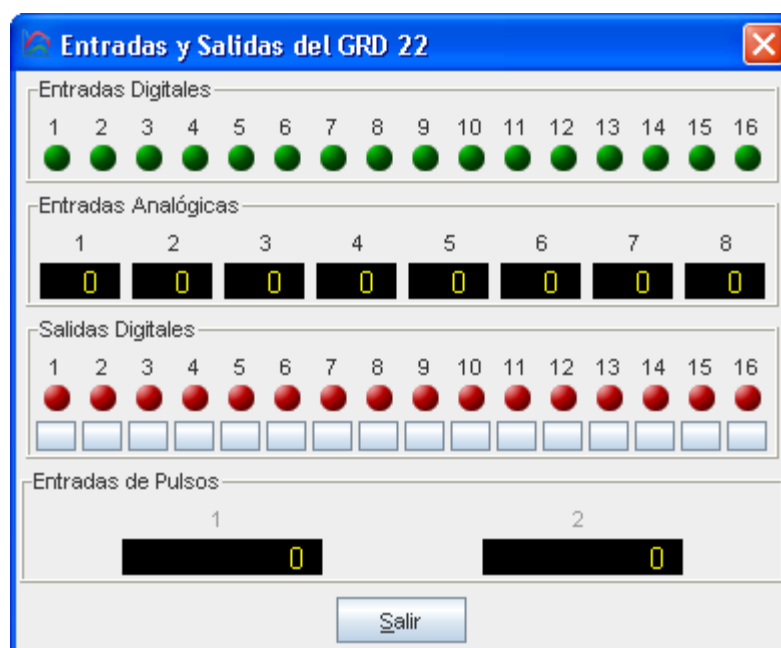 Entradas y Salidas del GRD 22
Entradas Digitales
1 2 3 4 5 6 7 8 9 10 11 12 13 14 15 16
Entradas Analógicas
1 2 3 4 5 6 7 8
0 0 0 0 0 0 0 0
Salidas Digitales
1 2 3 4 5 6 7 8 9 10 11 12 13 14 15 16
Entradas de Pulsos
1 2
0 0
Salir